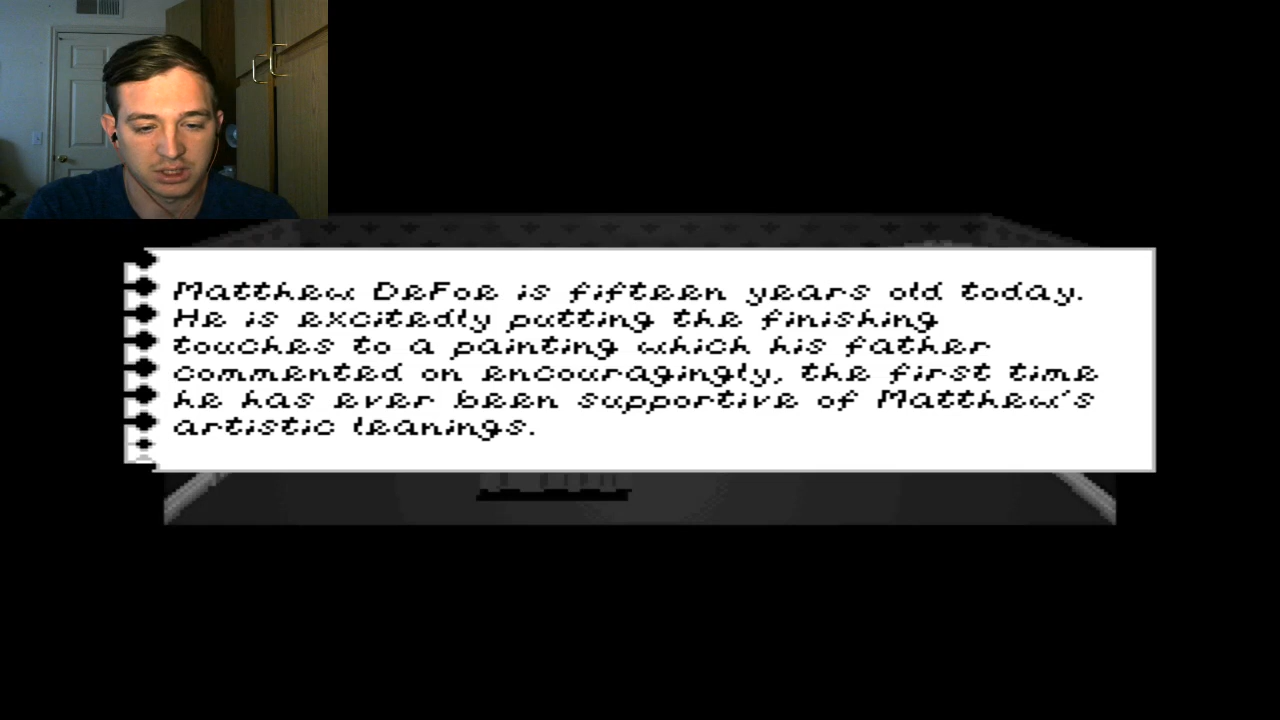 Matthew DeFoe is fifteen years old today.
He is excitedly putting the finishing
touches to a painting which his father
commented on encouragingly, the first time
he has ever been supportive of Matthew's
artistic leanings.